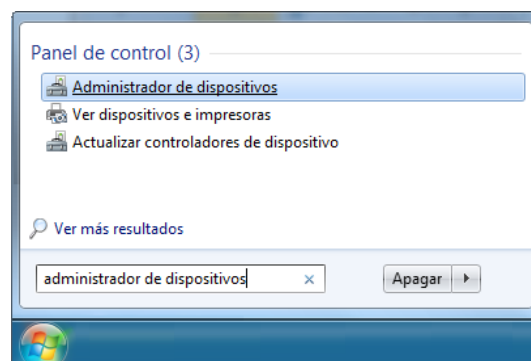 Panel de control (3)
Administrador de dispositivos
Ver dispositivos e impresoras
Actualizar controladores de dispositivo
Ver más resultados
administrador de dispositivos
Apagar